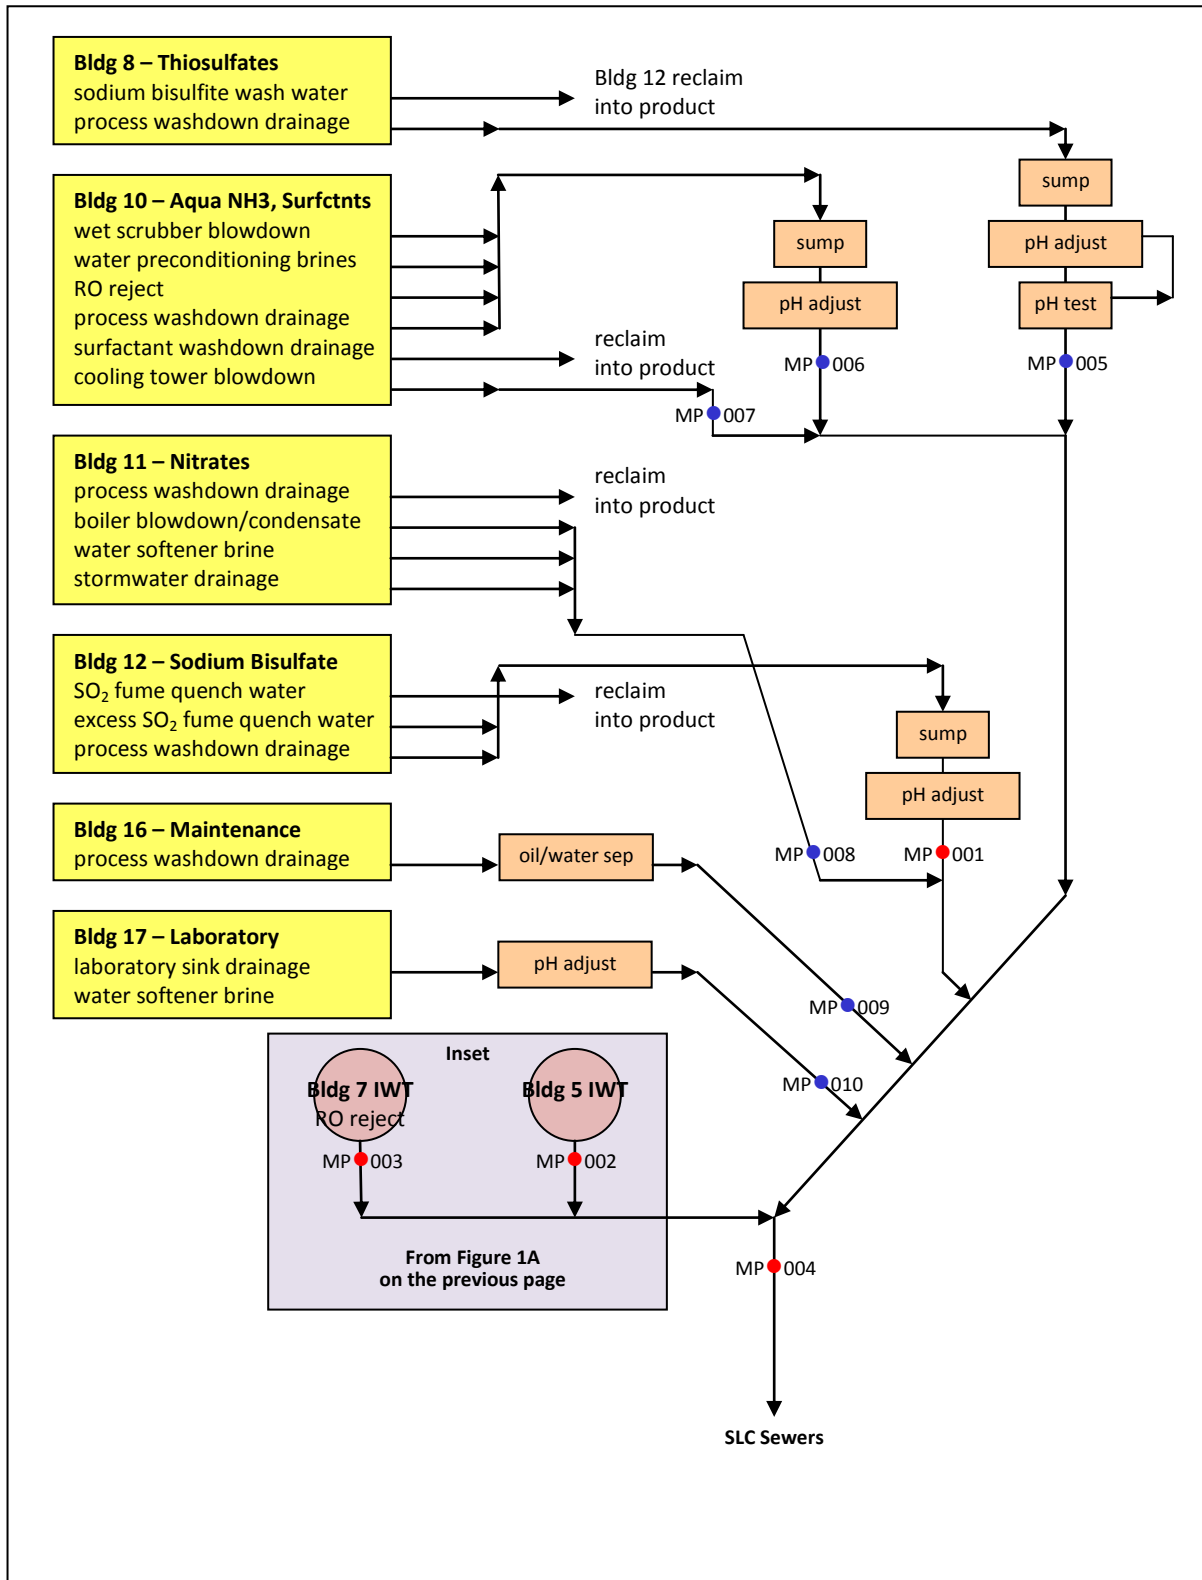 Bldg 8 – Thiosulfates
sodium bisulfite wash water
process washdown drainage
Bldg 12 reclaim
into product
sump
pH adjust
pH test
MP 005
Bldg 10 – Aqua NH3, Surfctnts
wet scrubber blowdown
water preconditioning brines
RO reject
process washdown drainage
surfactant washdown drainage
cooling tower blowdown
sump
pH adjust
MP 006
reclaim
into product
MP 007
Bldg 11 – Nitrates
process washdown drainage
boiler blowdown/condensate
water softener brine
stormwater drainage
reclaim
into product
Bldg 12 – Sodium Bisulfate
SO₂ fume quench water
excess SO₂ fume quench water
process washdown drainage
reclaim
into product
sump
pH adjust
MP 008
MP 001
Bldg 16 – Maintenance
process washdown drainage
oil/water sep
Bldg 17 – Laboratory
laboratory sink drainage
water softener brine
pH adjust
MP 009
MP 010
Inset
Bldg 7 IWT
RO reject
Bldg 5 IWT
MP 003
MP 002
From Figure 1A
on the previous page
MP 004
SLC Sewers